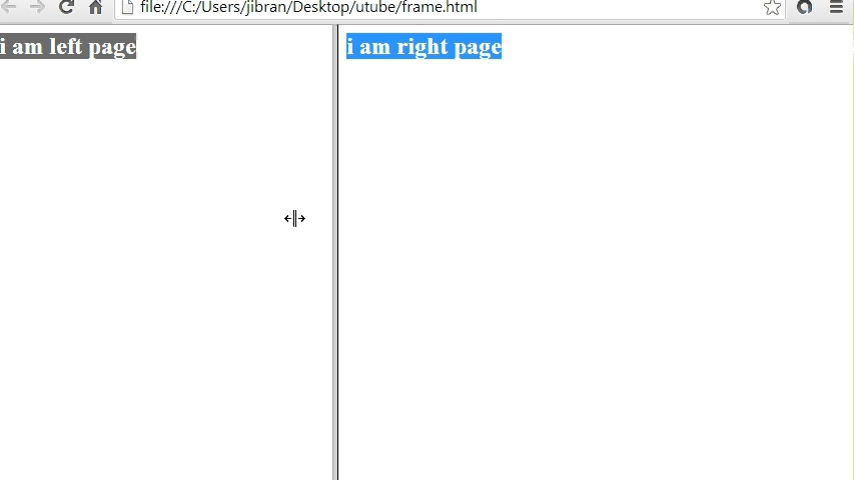 file:///C:/Users/jibran/Desktop/utube/frame.html
i am left page
i am right page